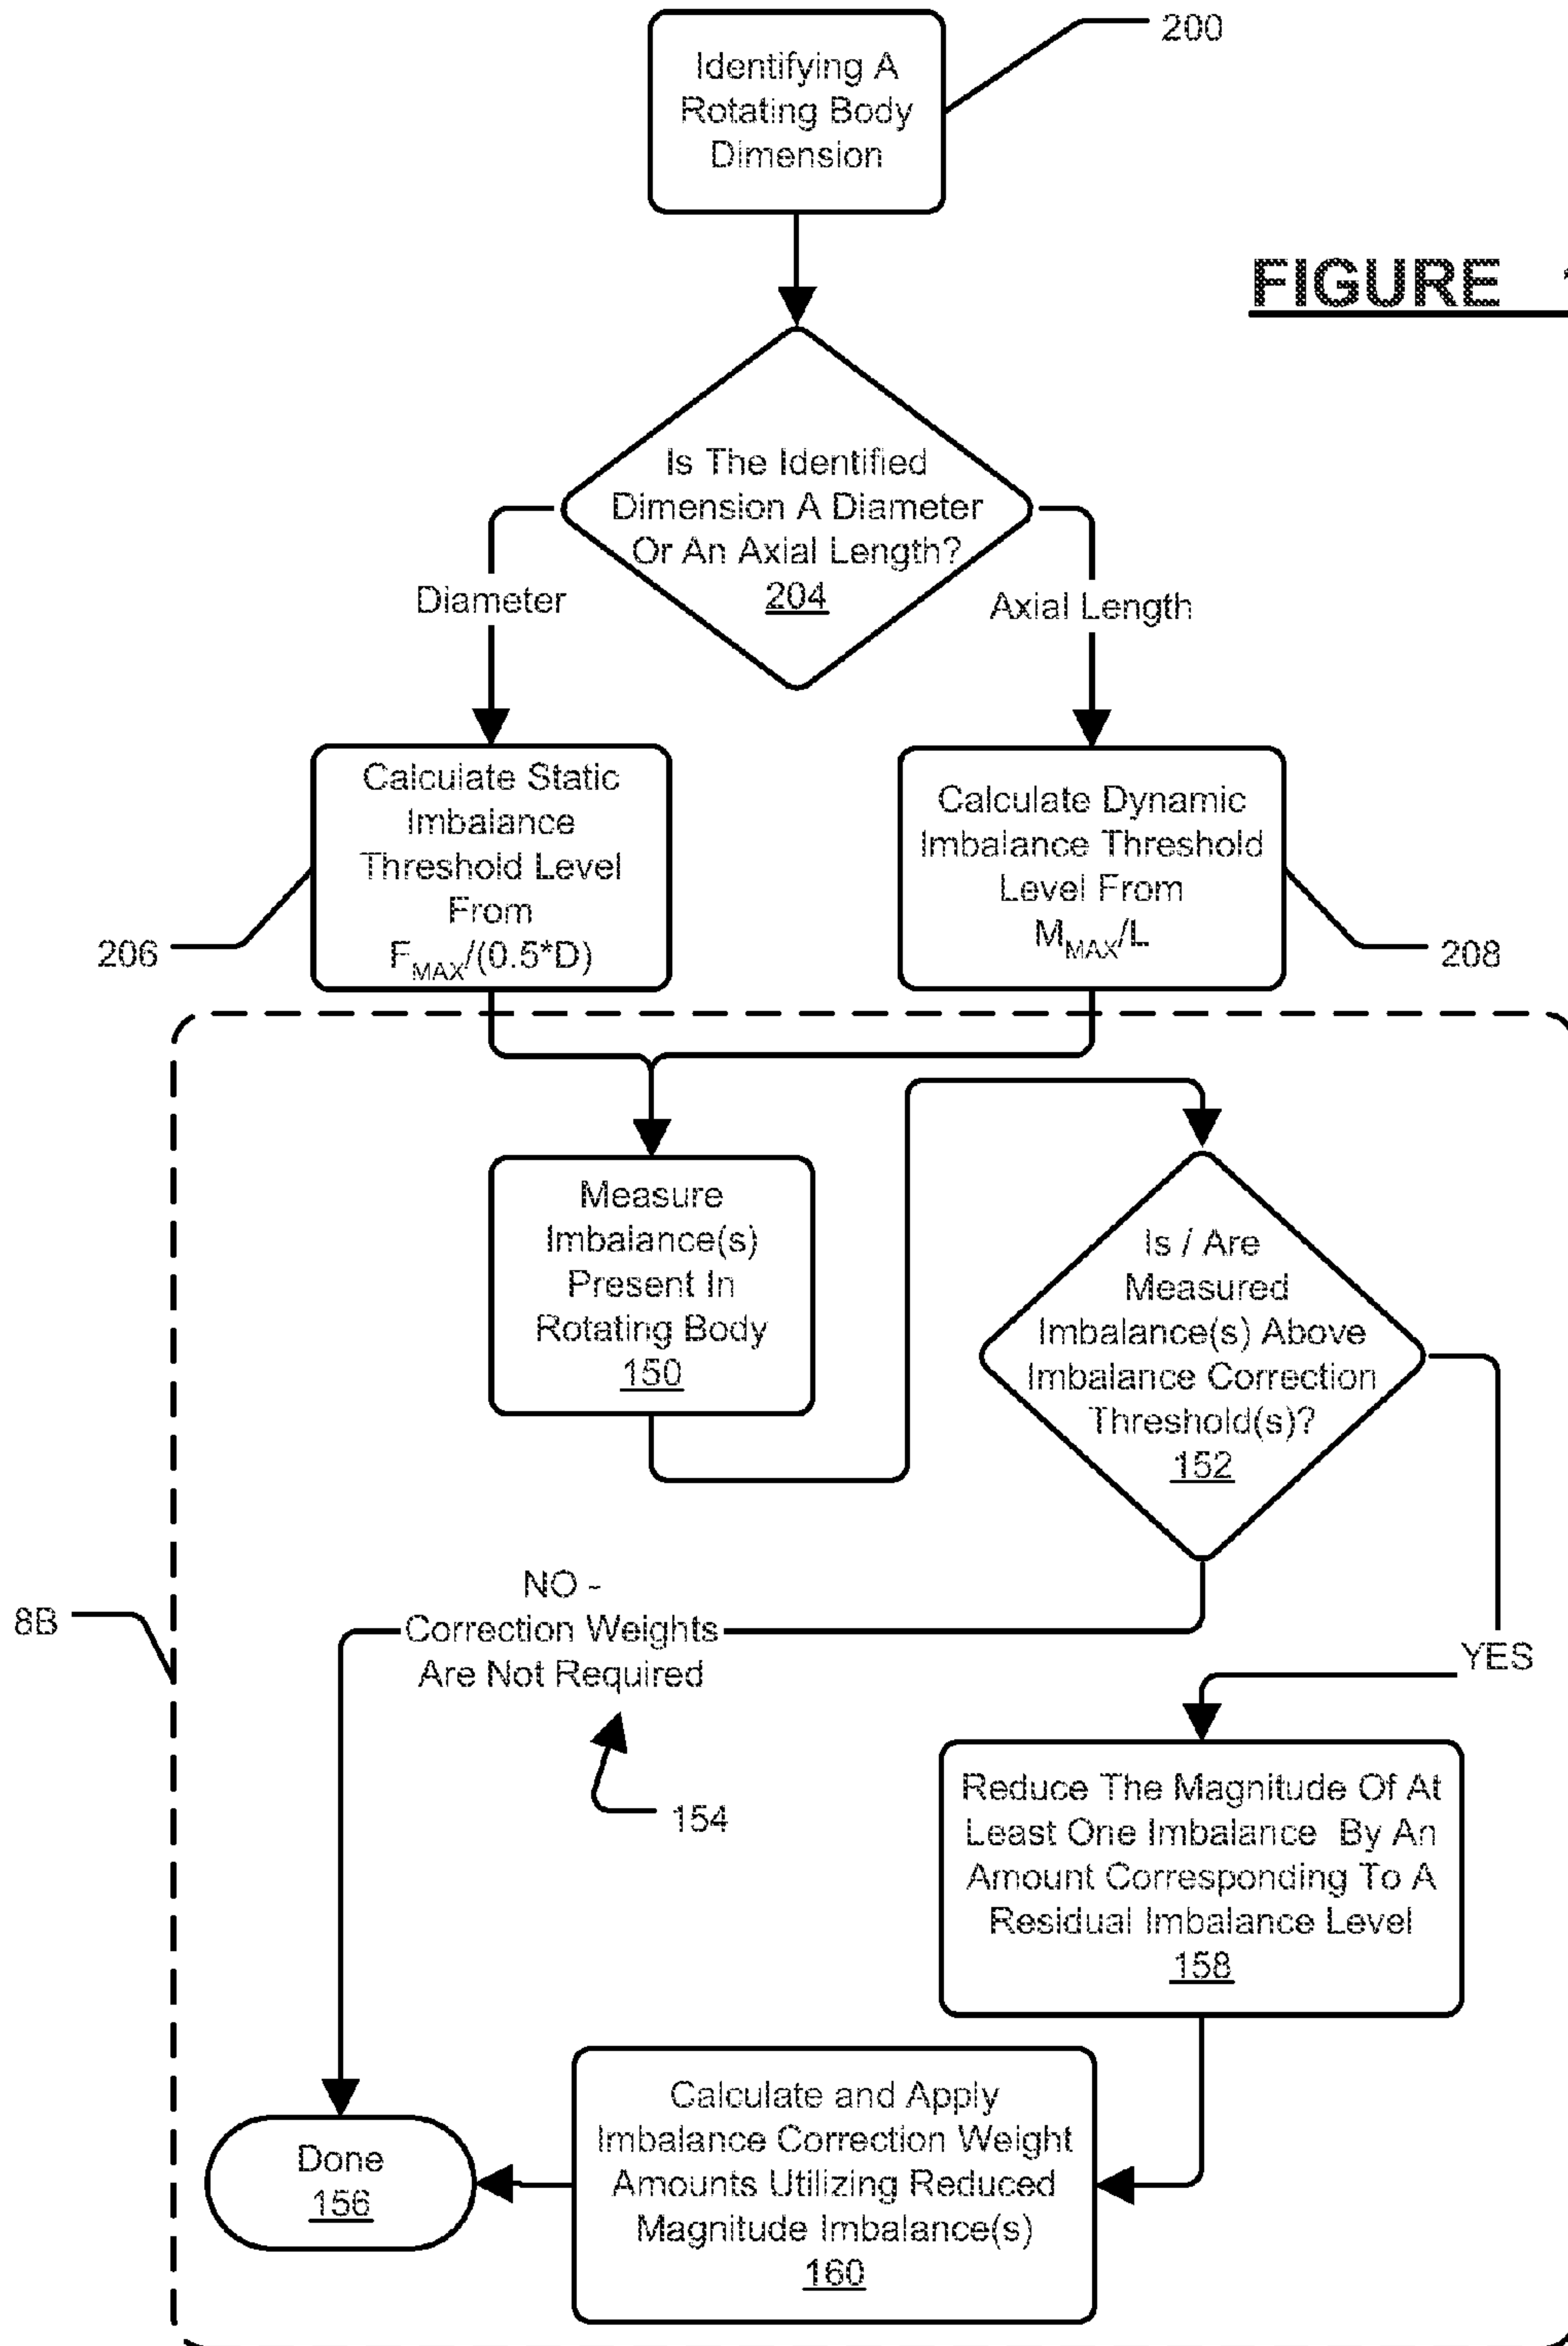 200
Identifying A
Rotating Body
Dimension
FIGURE
Is The Identified
Dimension A Diameter
Or An Axial Length?
204
Diameter
Axial Length
Calculate Static
Imbalance
Threshold Level
From
F_MAX/(0.5*D)
206
Calculate Dynamic
Imbalance Threshold
Level From
M_MAX/L
208
Measure
Imbalance(s)
Present In
Rotating Body
150
Is / Are
Measured
Imbalance(s) Above
Imbalance Correction
Threshold(s)?
152
NO -
Correction Weights
Are Not Required
8B
YES
154
Reduce The Magnitude Of At
Least One Imbalance By An
Amount Corresponding To A
Residual Imbalance Level
158
Calculate and Apply
Imbalance Correction Weight
Amounts Utilizing Reduced
Magnitude Imbalance(s)
160
Done
156